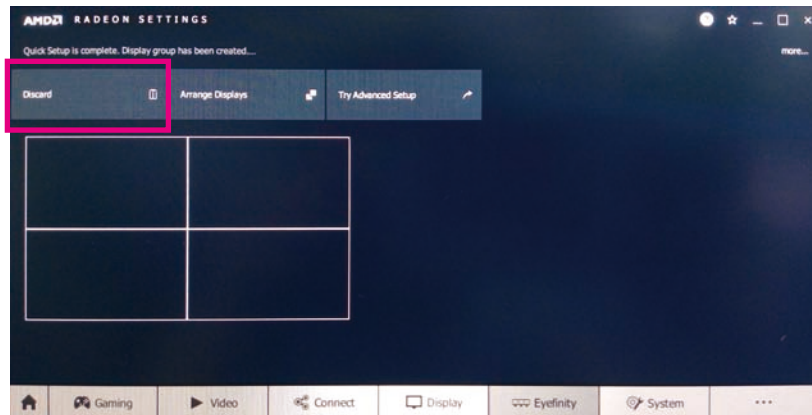 AMD RADEON SETTINGS
Quick Setup is complete. Display group has been created....
more...
Discard
Arrange Displays
Try Advanced Setup
Gaming
Video
Connect
Display
Eyefinity
System
...